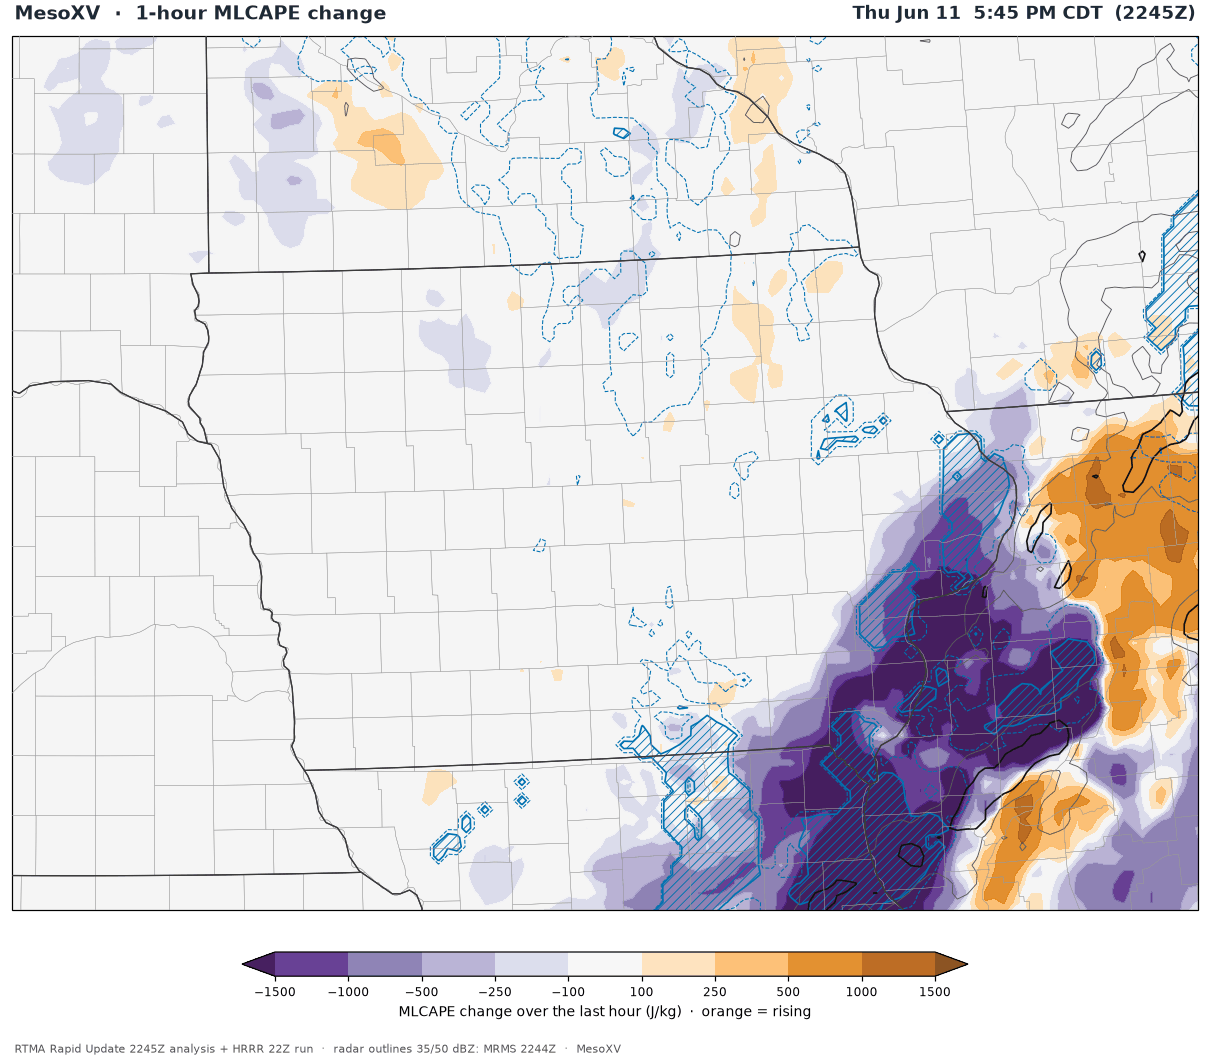 MesoXV · 1-hour MLCAPE change
Thu Jun 11 5:45 PM CDT (2245Z)
−1500 −1000 −500 −250 −100 100 250 500 1000 1500
MLCAPE change over the last hour (J/kg) · orange = rising
RTMA Rapid Update 2245Z analysis + HRRR 22Z run · radar outlines 35/50 dBZ: MRMS 2244Z · MesoXV